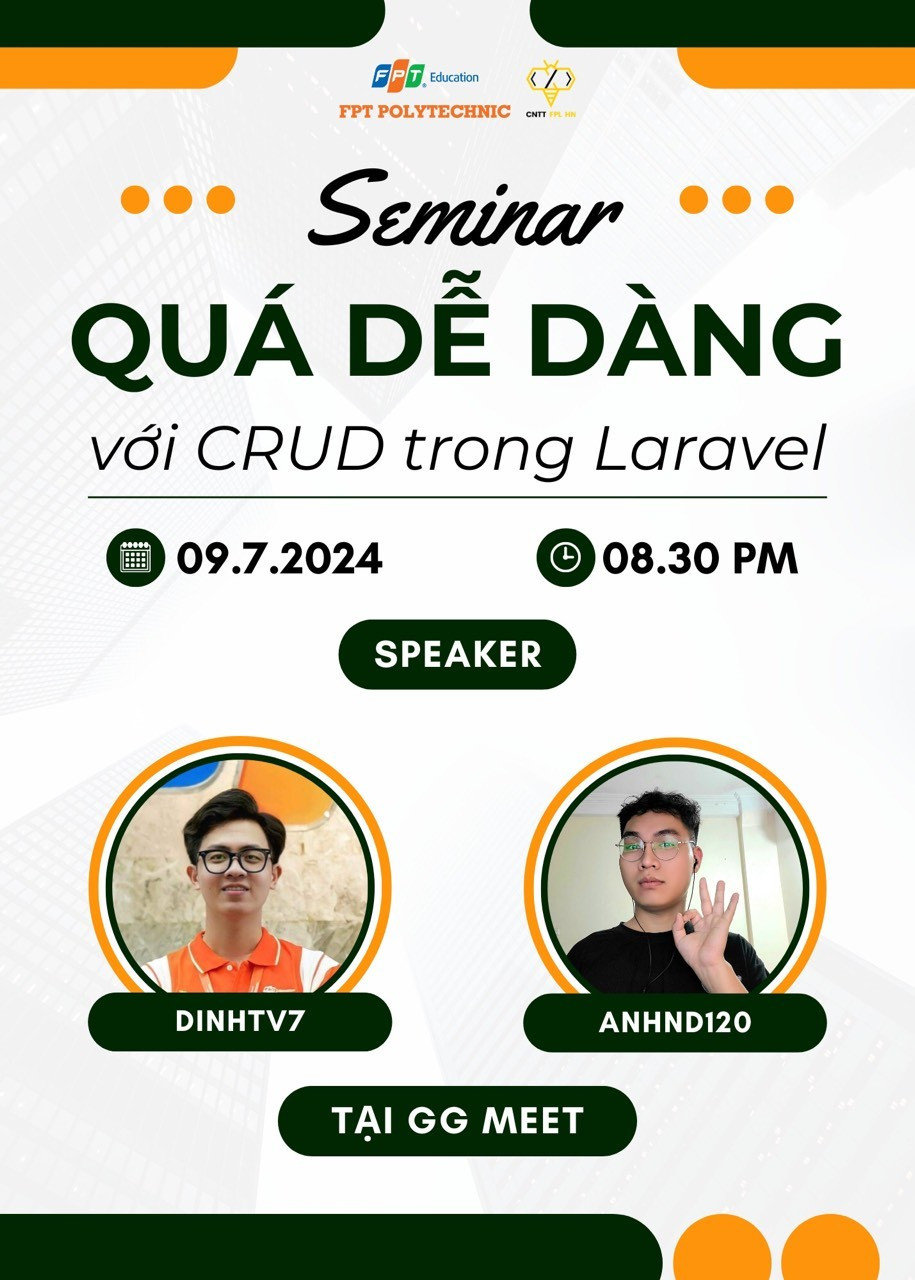 FPT Education
FPT POLYTECHNIC
CNTT FPL HN
Seminar
QUÁ DỄ DÀNG
với CRUD trong Laravel
09.7.2024
08.30 PM
SPEAKER
DINHTV7
ANHND120
TẠI GG MEET